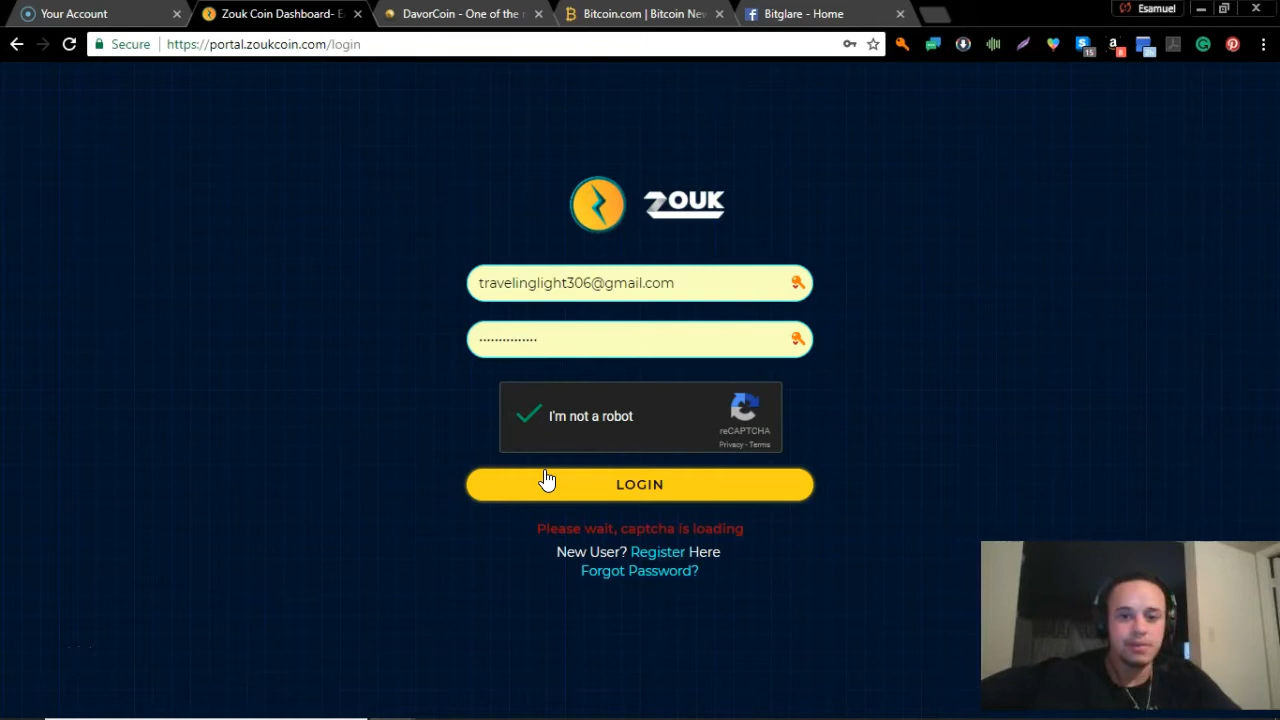 Your Account
Zouk Coin Dashboard- E
DavorCoin - One of the
Bitcoin.com | Bitcoin Ne
Bitglare - Home
Esamuel
Secure
https://portal.zoukcoin.com/login
15
8
ZOUK
travelinglight306@gmail.com
I'm not a robot
reCAPTCHA
Privacy - Terms
LOGIN
Please wait, captcha is loading
New User? Register Here
Forgot Password?